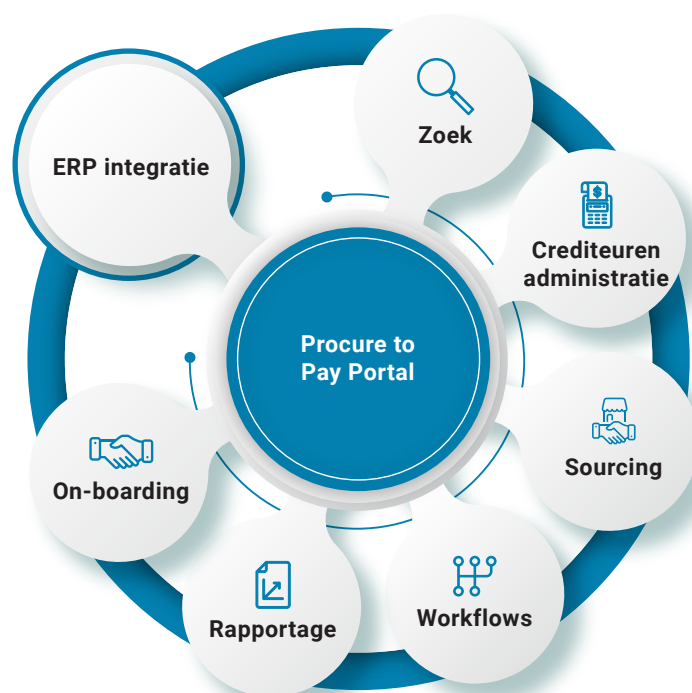 Zoek
ERP integratie
Crediteuren
administratie
Procure to
Pay Portal
Sourcing
On-boarding
Workflows
Rapportage